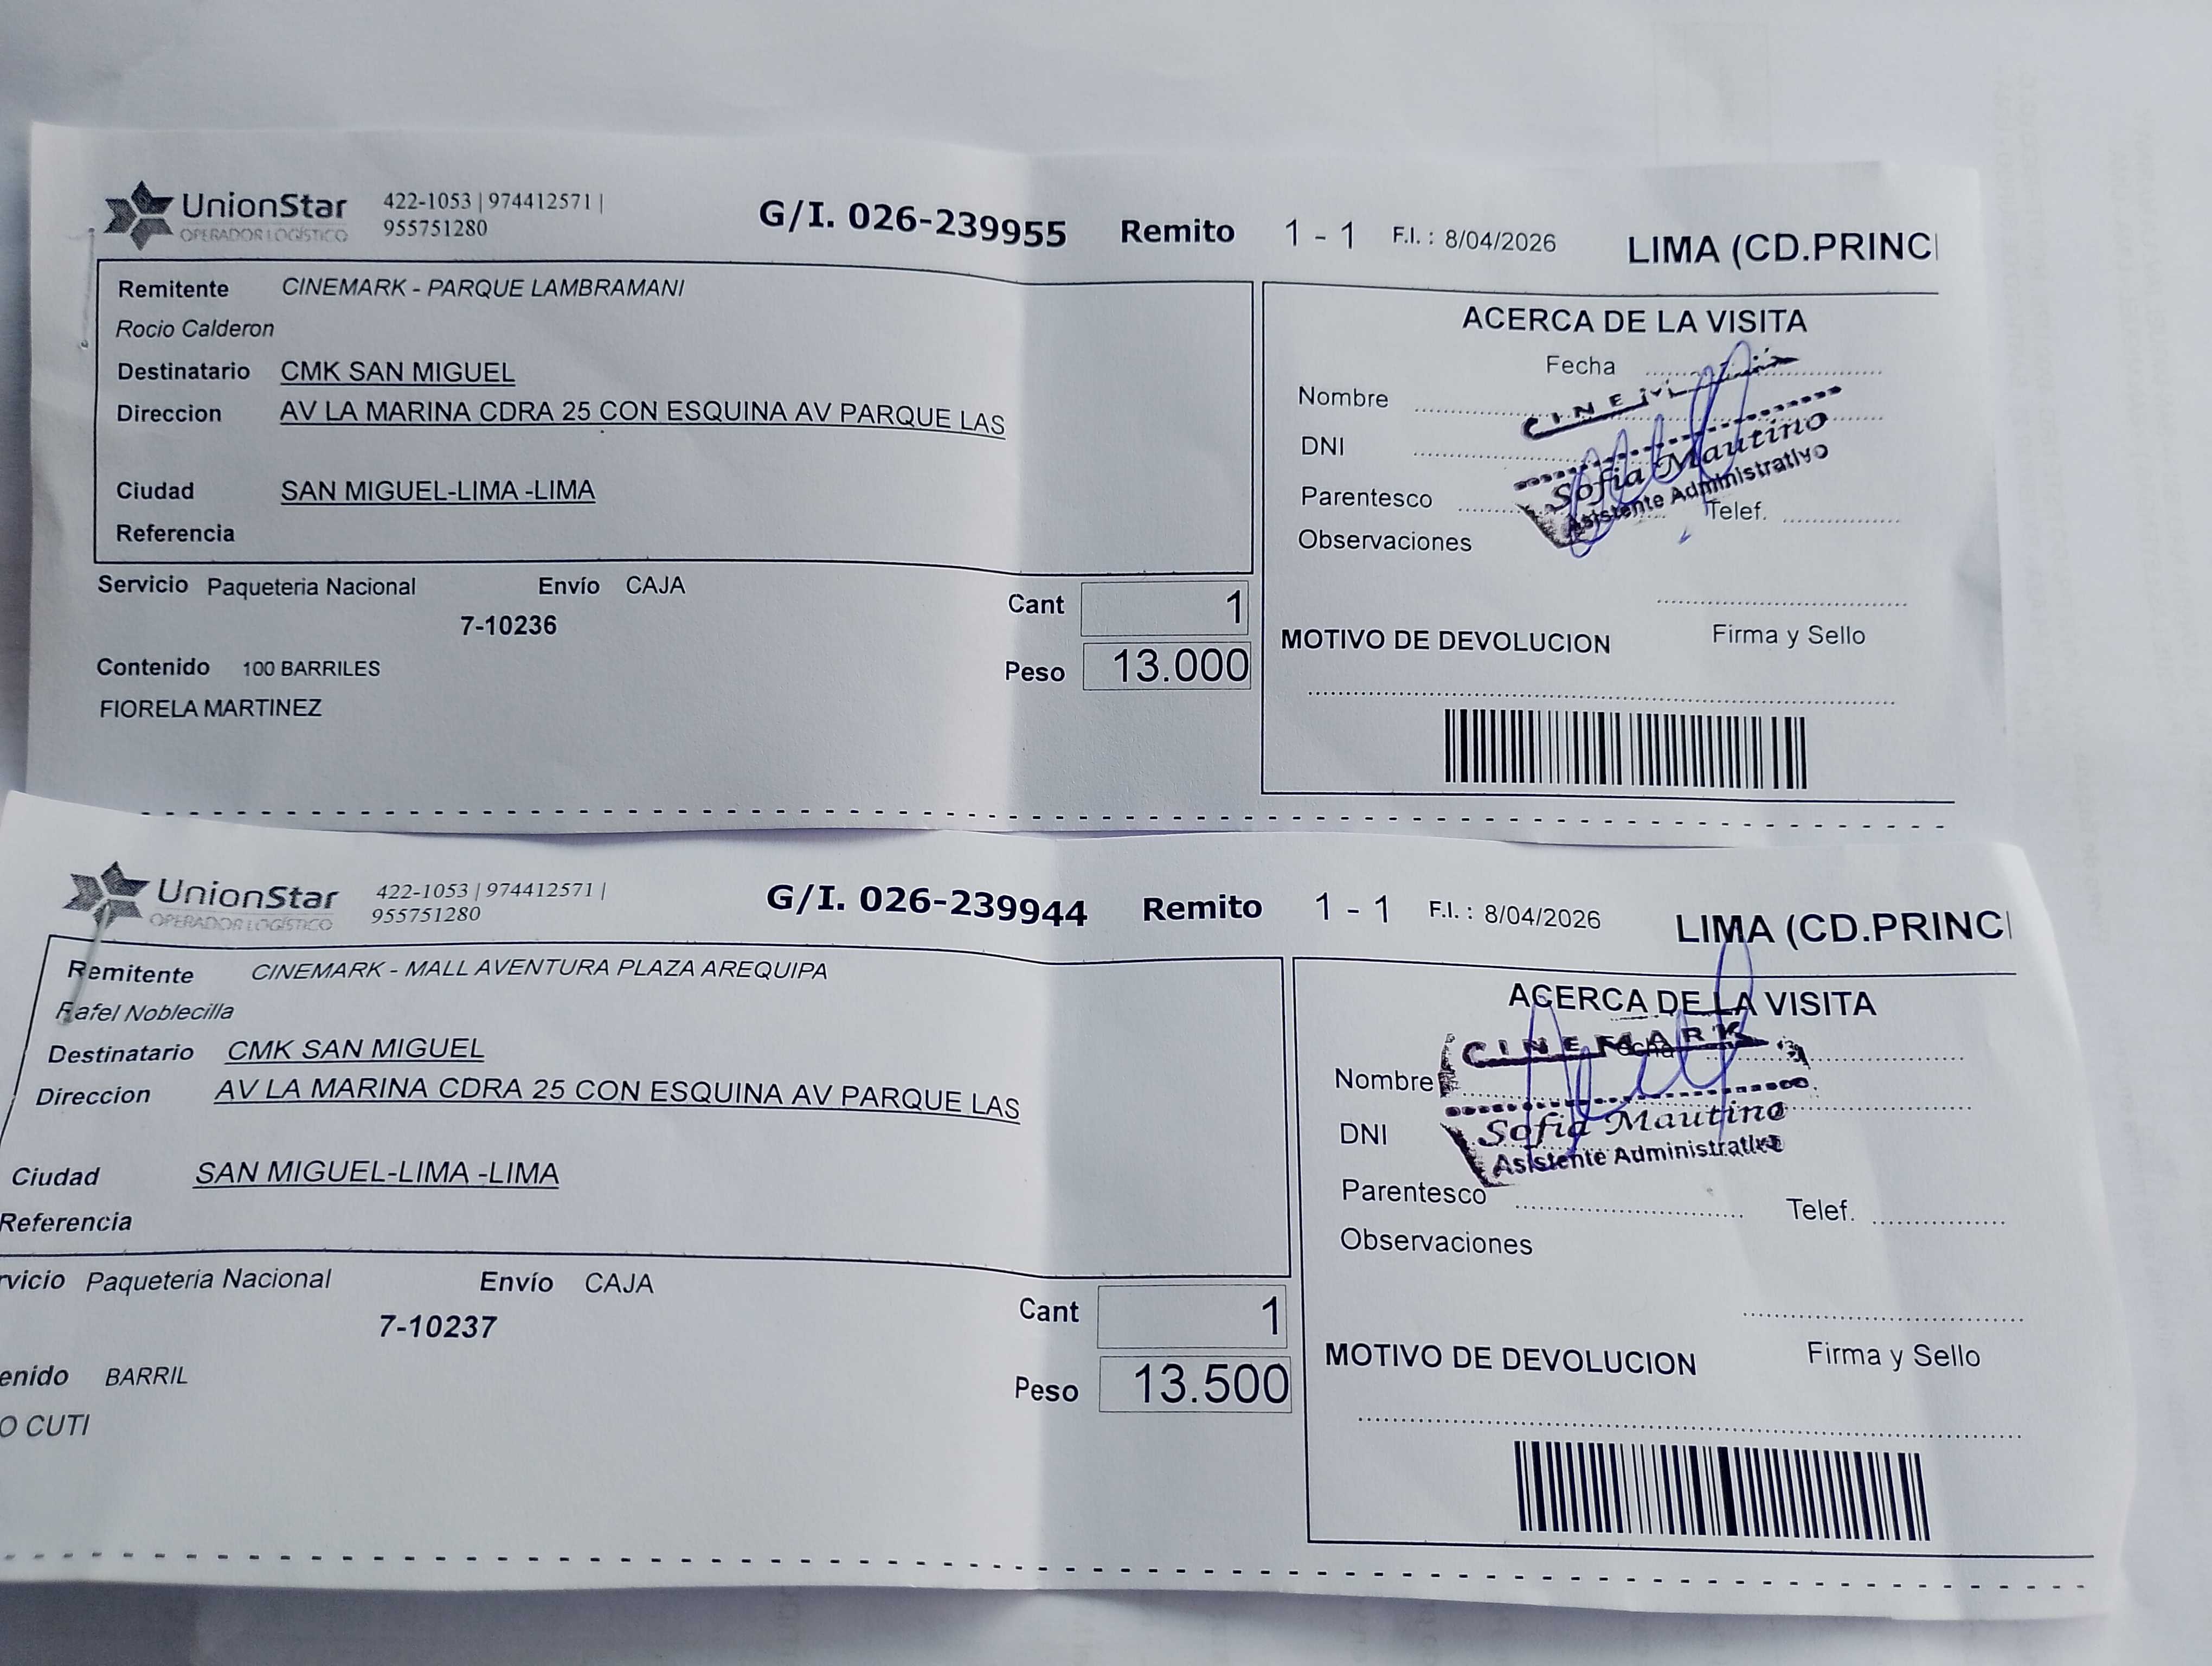 UnionStar
OPERADOR LOGÍSTICO
422-1053 | 974412571 |
955751280
G/I. 026-239955 Remito 1 - 1 F.I. : 8/04/2026 LIMA (CD.PRINCI
Remitente CINEMARK - PARQUE LAMBRAMANI
Rocio Calderon
Destinatario CMK SAN MIGUEL
Direccion AV LA MARINA CDRA 25 CON ESQUINA AV PARQUE LAS
Ciudad SAN MIGUEL-LIMA -LIMA
Referencia
Servicio Paqueteria Nacional Envío CAJA
7-10236
Contenido 100 BARRILES
FIORELA MARTINEZ
Cant 1
Peso 13.000
ACERCA DE LA VISITA
Fecha
Nombre
DNI
Parentesco
Telef.
Observaciones
Sofia Mautino
Asistente Administrativo
MOTIVO DE DEVOLUCION
Firma y Sello
UnionStar
OPERADOR LOGÍSTICO
422-1053 | 974412571 |
955751280
G/I. 026-239944 Remito 1 - 1 F.I. : 8/04/2026 LIMA (CD.PRINCI
Remitente CINEMARK - MALL AVENTURA PLAZA AREQUIPA
Rafel Noblecilla
Destinatario CMK SAN MIGUEL
Direccion AV LA MARINA CDRA 25 CON ESQUINA AV PARQUE LAS
Ciudad SAN MIGUEL-LIMA -LIMA
Referencia
rvicio Paqueteria Nacional Envío CAJA
7-10237
enido BARRIL
O CUTI
Cant 1
Peso 13.500
ACERCA DE LA VISITA
CINEMARK
Nombre
DNI
Sofia Mautino
Asistente Administrativo
Parentesco
Telef.
Observaciones
MOTIVO DE DEVOLUCION
Firma y Sello